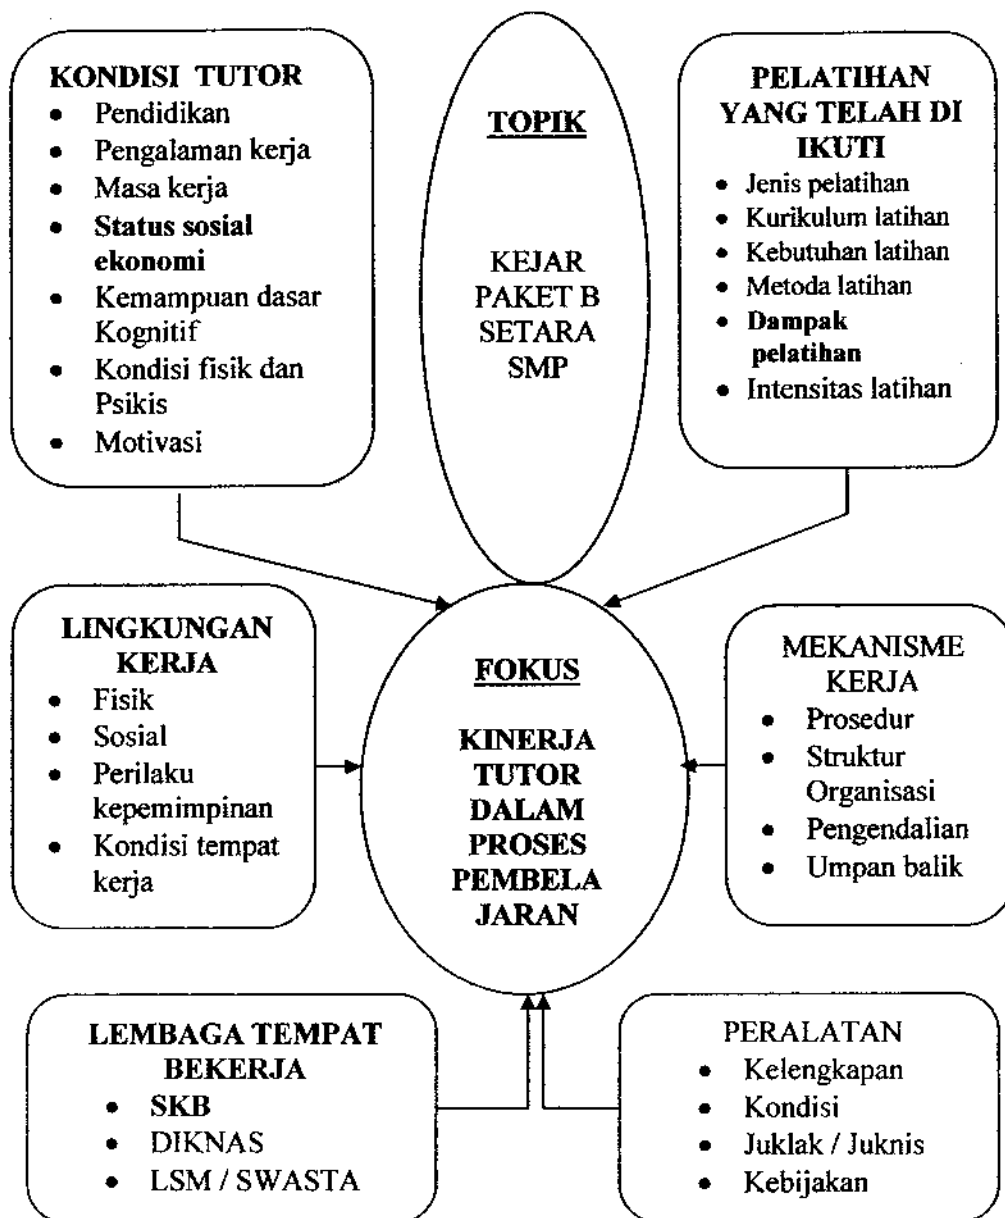 KONDISI TUTOR
• Pendidikan
• Pengalaman kerja
• Masa kerja
• Status sosial
ekonomi
• Kemampuan dasar
Kognitif
• Kondisi fisik dan
Psikis
• Motivasi
TOPIK
KEJAR
PAKET B
SETARA
SMP
PELATIHAN
YANG TELAH DI
IKUTI
• Jenis pelatihan
• Kurikulum latihan
• Kebutuhan latihan
• Metoda latihan
• Dampak
pelatihan
• Intensitas latihan
LINGKUNGAN
KERJA
• Fisik
• Sosial
• Perilaku
kepemimpinan
• Kondisi tempat
kerja
FOKUS
KINERJA
TUTOR
DALAM
PROSES
PEMBELA
JARAN
MEKANISME
KERJA
• Prosedur
• Struktur
Organisasi
• Pengendalian
• Umpan balik
LEMBAGA TEMPAT
BEKERJA
• SKB
• DIKNAS
• LSM / SWASTA
PERALATAN
• Kelengkapan
• Kondisi
• Juklak / Juknis
• Kebijakan